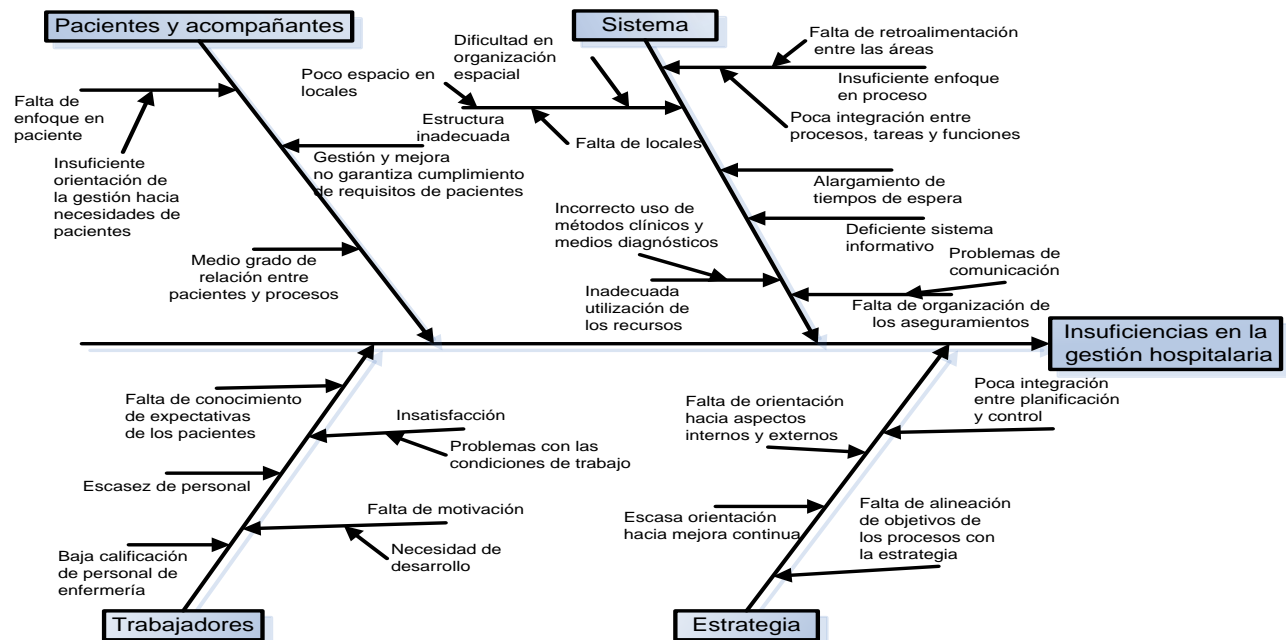 Pacientes y acompañantes
Falta de
enfoque en
paciente
Insuficiente
orientación de
la gestión hacia
necesidades de
pacientes
Gestión y mejora
no garantiza cumplimiento
de requisitos de pacientes
Medio grado de
relación entre
pacientes y procesos
Sistema
Dificultad en
organización
espacial
Poco espacio en
locales
Estructura
inadecuada
Falta de locales
Falta de retroalimentación
entre las áreas
Insuficiente enfoque
en proceso
Poca integración entre
procesos, tareas y funciones
Alargamiento de
tiempos de espera
Deficiente sistema
informativo
Incorrecto uso de
métodos clínicos y
medios diagnósticos
Inadecuada
utilización de
los recursos
Problemas de
comunicación
Falta de organización de
los aseguramientos
Insuficiencias en la
gestión hospitalaria
Falta de conocimiento
de expectativas
de los pacientes
Insatisfacción
Problemas con las
condiciones de trabajo
Escasez de personal
Falta de motivación
Necesidad de
desarrollo
Baja calificación
de personal de
enfermería
Trabajadores
Poca integración
entre planificación
y control
Falta de orientación
hacia aspectos
internos y externos
Escasa orientación
hacia mejora continua
Falta de alineación
de objetivos de
los procesos con
la estrategia
Estrategia